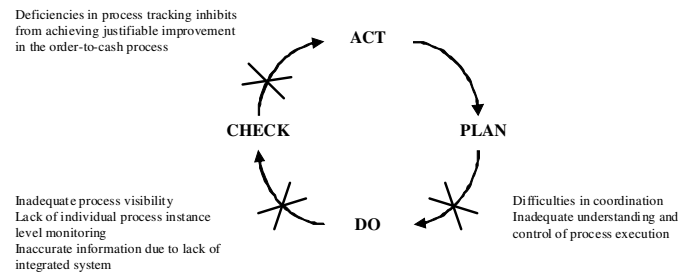 Deficiencies in process tracking inhibits
from achieving justifiable improvement
in the order-to-cash process
ACT
CHECK
PLAN
Inadequate process visibility
Lack of individual process instance
level monitoring
Inaccurate information due to lack of
integrated system
DO
Difficulties in coordination
Inadequate understanding and
control of process execution